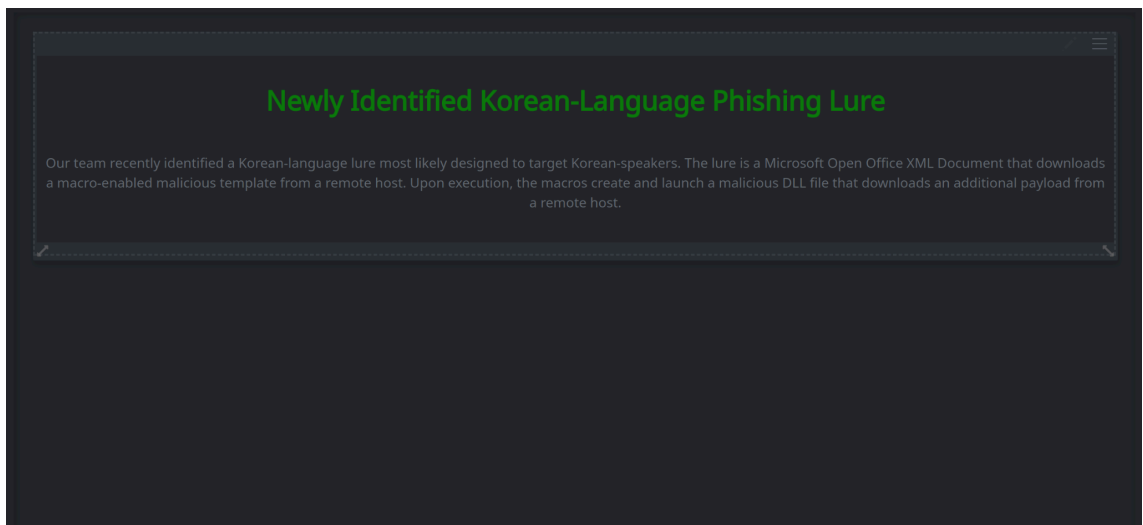 Newly Identified Korean-Language Phishing Lure
Our team recently identified a Korean-language lure most likely designed to target Korean-speakers. The lure is a Microsoft Open Office XML Document that downloads
a macro-enabled malicious template from a remote host. Upon execution, the macros create and launch a malicious DLL file that downloads an additional payload from
a remote host.